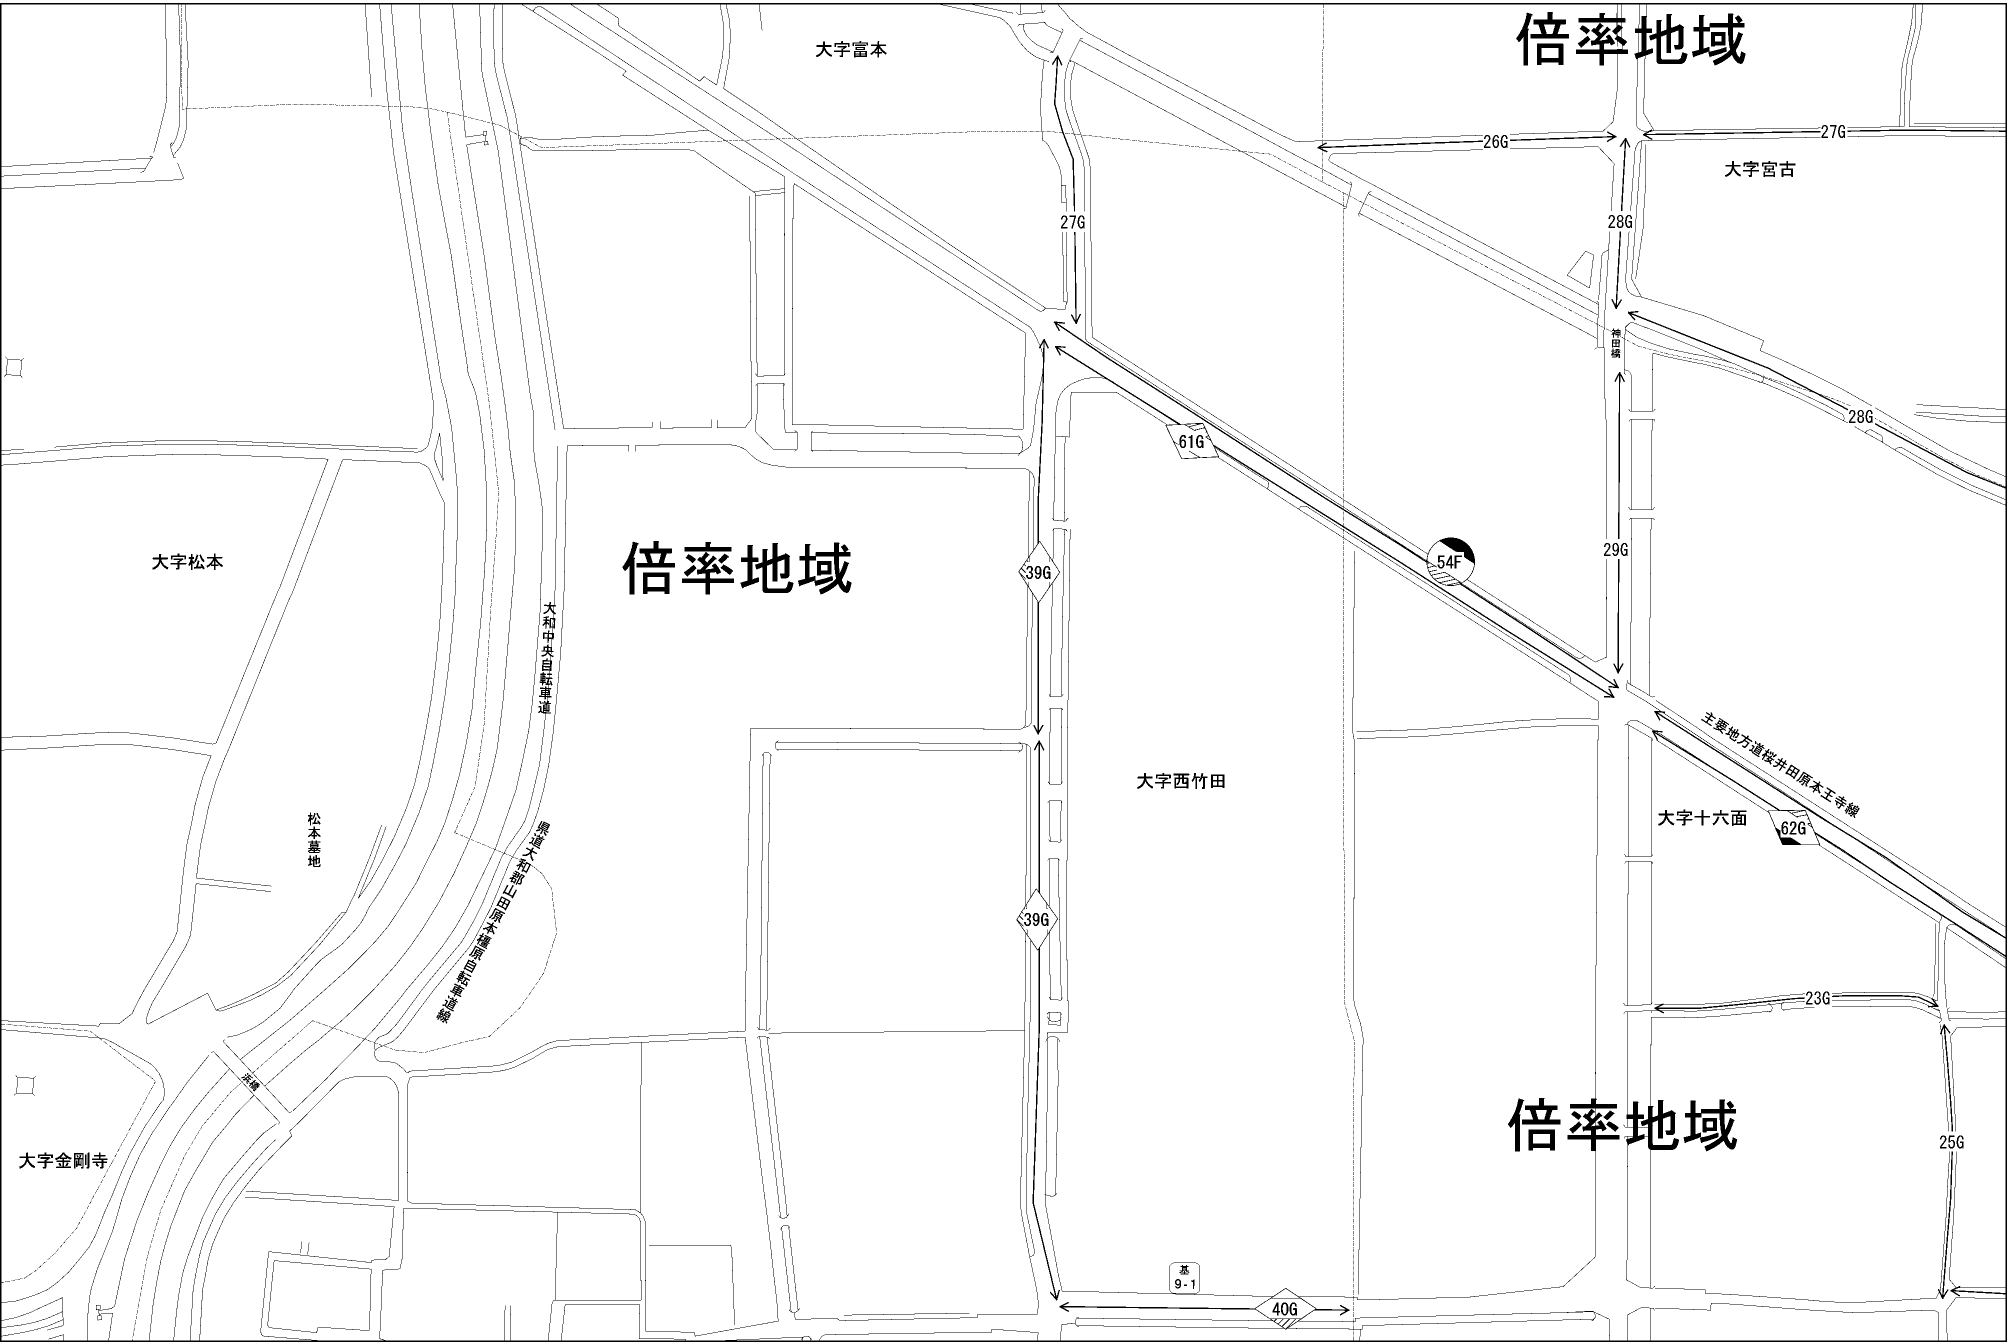 倍率地域
大字富本
26G
27G
大字宮古
27G
28G
神田橋
28G
61G
54F
29G
大字松本
倍率地域
39G
大和中央自転車道
主要地方道桜井田原本王寺線
大字西竹田
大字十六面
62G
松本墓地
県道大和郡山田原本橿原自転車道線
39G
23G
浜橋
倍率地域
25G
大字金剛寺
基
9-1
40G